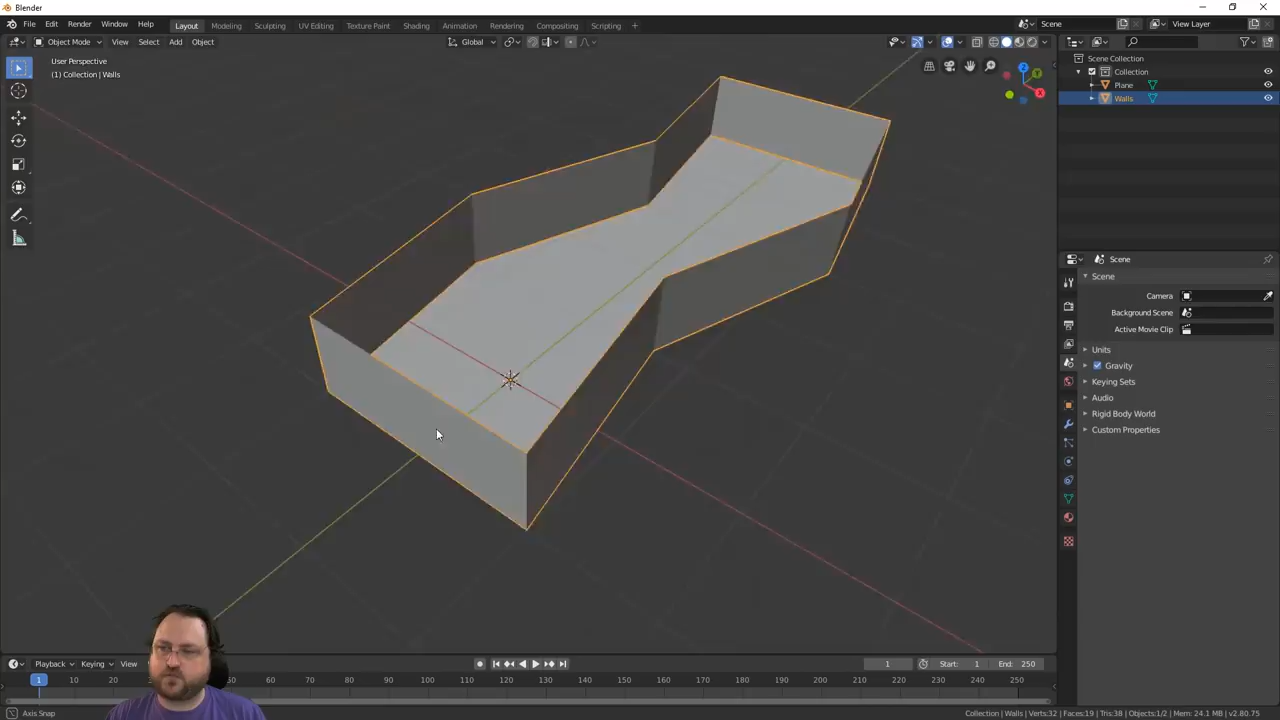 Blender
File Edit Render Window Help Layout Modeling Sculpting UV Editing Texture Paint Shading Animation Rendering Compositing Scripting + Scene View Layer
Object Mode View Select Add Object Global
User Perspective
(1) Collection | Walls
Z
Y
X
Scene Collection
Collection
Plane
Walls
Scene
Scene
Camera
Background Scene
Active Movie Clip
Units
Gravity
Keying Sets
Audio
Rigid Body World
Custom Properties
Playback Keying View 1 Start: 1 End: 250
1 10 20 30 40 50 60 70 80 90 100 110 120 130 140 150 160 170 180 190 200 210 220 230 240 250
Axis Snap
Collection | Walls | Verts:32 | Faces:19 | Tris:38 | Objects:1/2 | Mem: 24.1 MB | v2.80.75